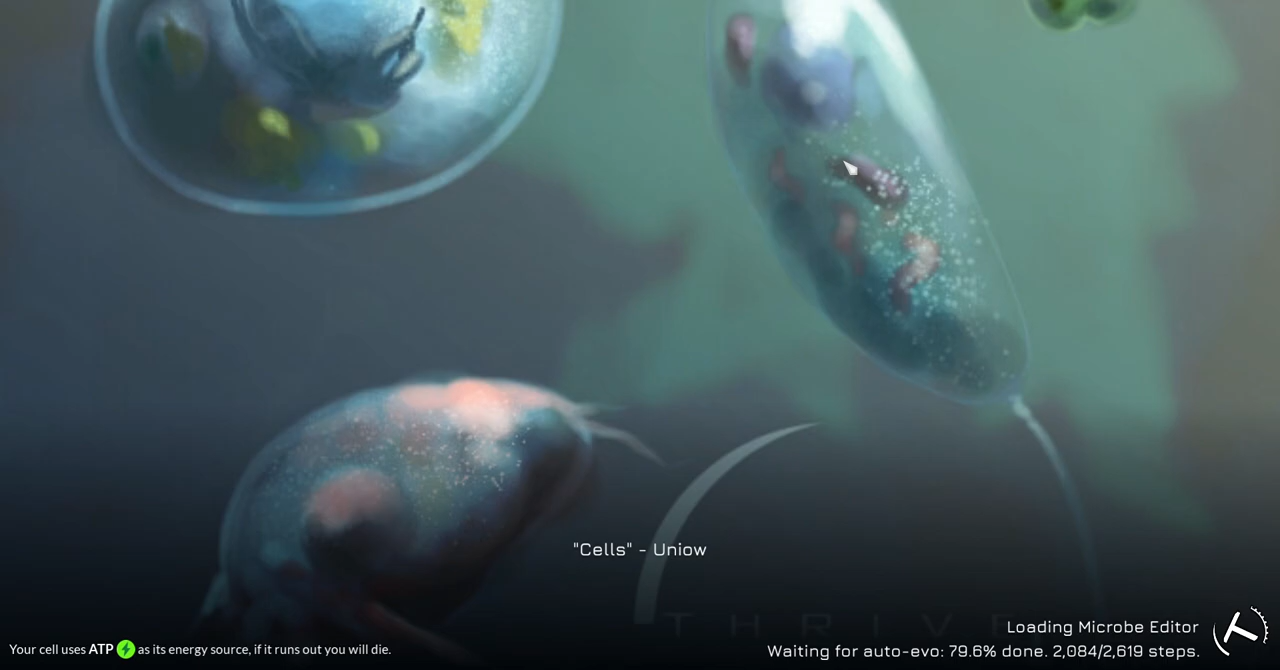 "Cells" - Uniow
THRIVE
Loading Microbe Editor
Your cell uses ATP as its energy source, if it runs out you will die.
Waiting for auto-evo: 79.6% done. 2,084/2,619 steps.